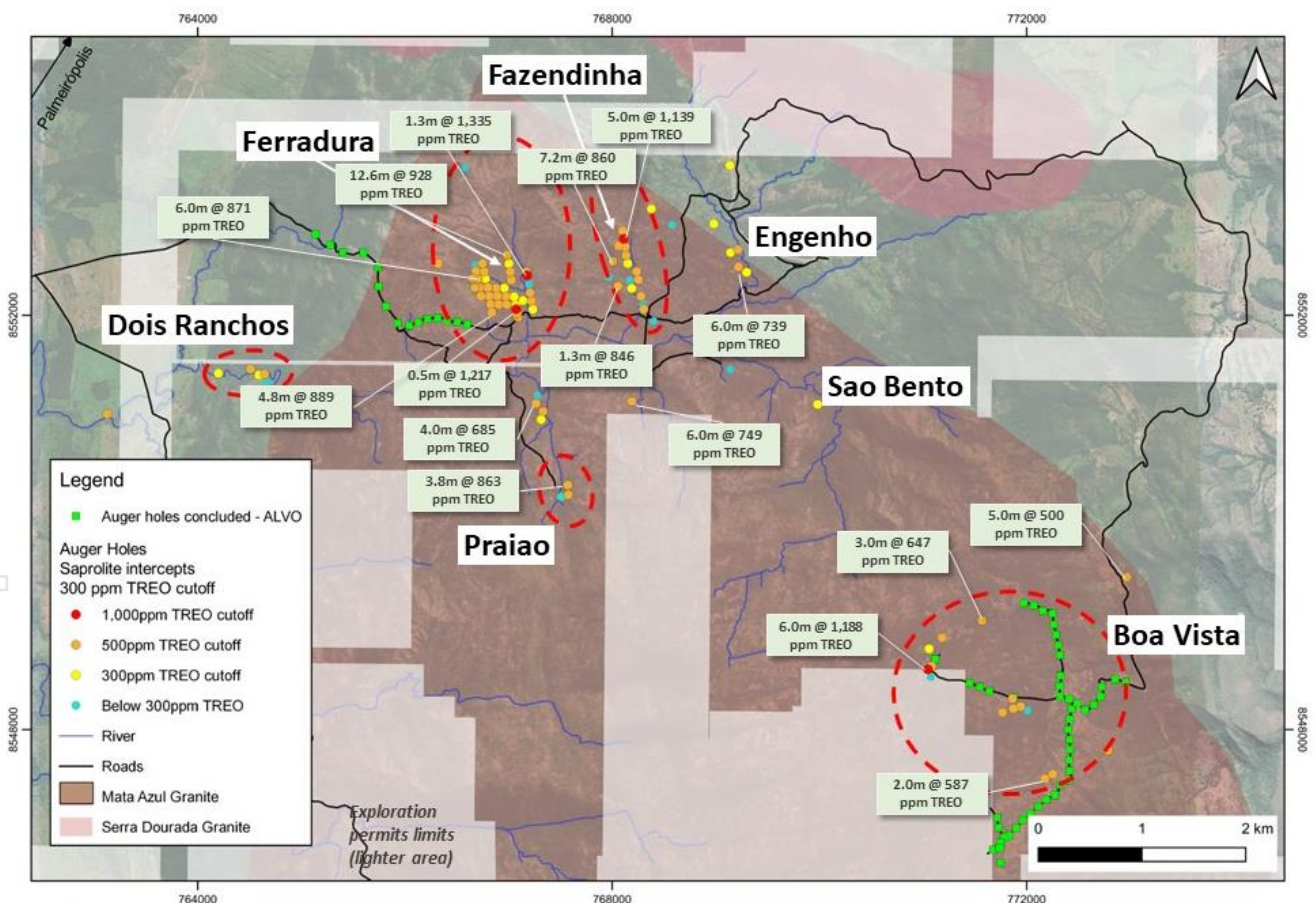 764000
768000
772000
Palmeirópolis
Fazendinha
1.3m @ 1,335
ppm TREO
5.0m @ 1,139
ppm TREO
Ferradura
7.2m @ 860
ppm TREO
12.6m @ 928
ppm TREO
6.0m @ 871
ppm TREO
Engenho
8552000
8552000
Dois Ranchos
6.0m @ 739
ppm TREO
1.3m @ 846
ppm TREO
0.5m @ 1,217
ppm TREO
4.8m @ 889
ppm TREO
Sao Bento
4.0m @ 685
ppm TREO
6.0m @ 749
ppm TREO
3.8m @ 863
ppm TREO
Praiao
5.0m @ 500
ppm TREO
3.0m @ 647
ppm TREO
6.0m @ 1,188
ppm TREO
Boa Vista
8548000
8548000
2.0m @ 587
ppm TREO
Legend
Auger holes concluded - ALVO
Auger Holes
Saprolite intercepts
300 ppm TREO cutoff
1,000ppm TREO cutoff
500ppm TREO cutoff
300ppm TREO cutoff
Below 300ppm TREO
River
Roads
Mata Azul Granite
Serra Dourada Granite
Exploration
permits limits
(lighter area)
0 1 2 km
764000
768000
772000